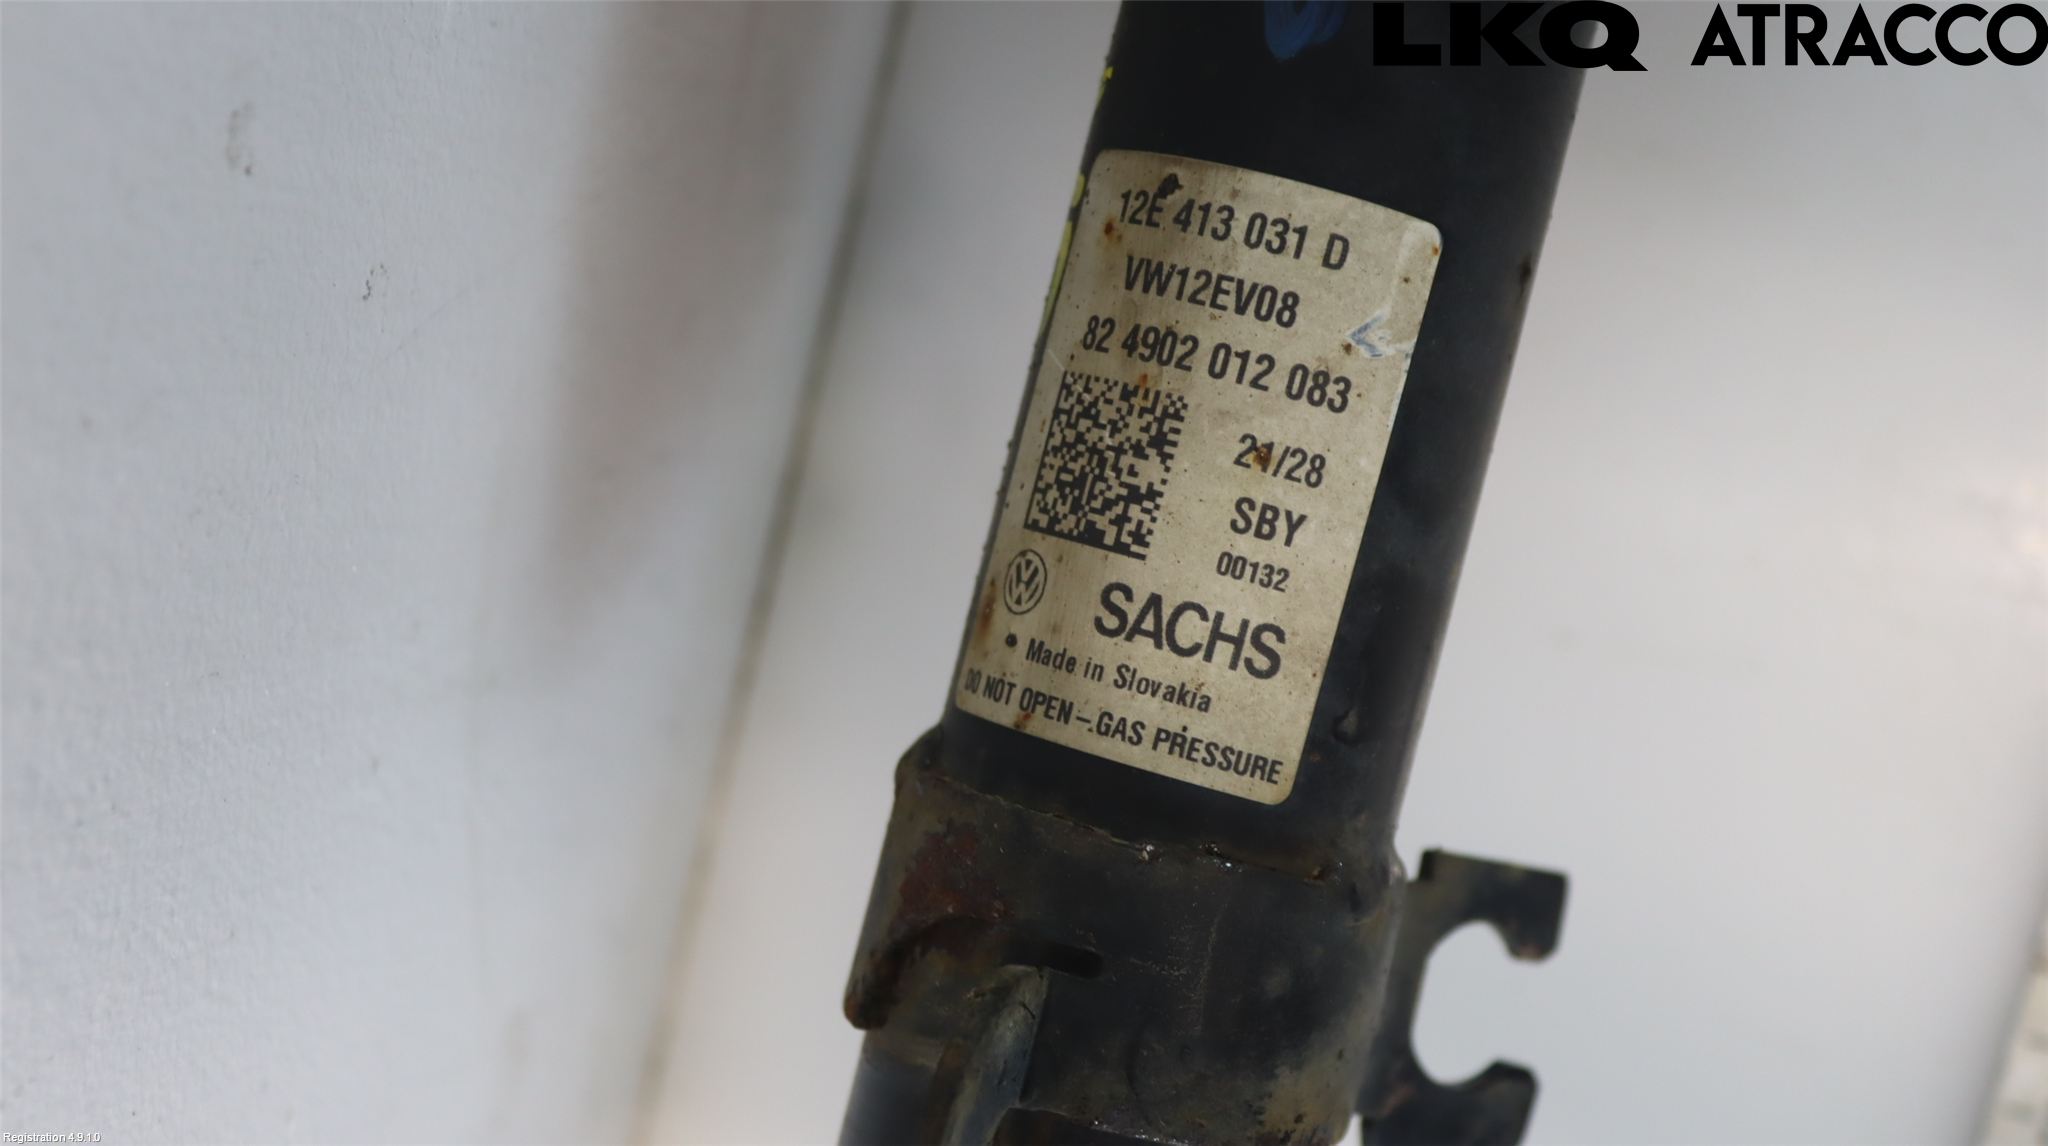 LKQ ATRACCO
12E 413 031 D
VW12EV08
82 4902 012 083
21/28
SBY
00132
SACHS
Made in Slovakia
DO NOT OPEN – GAS PRESSURE
Registration 4.9.1.0